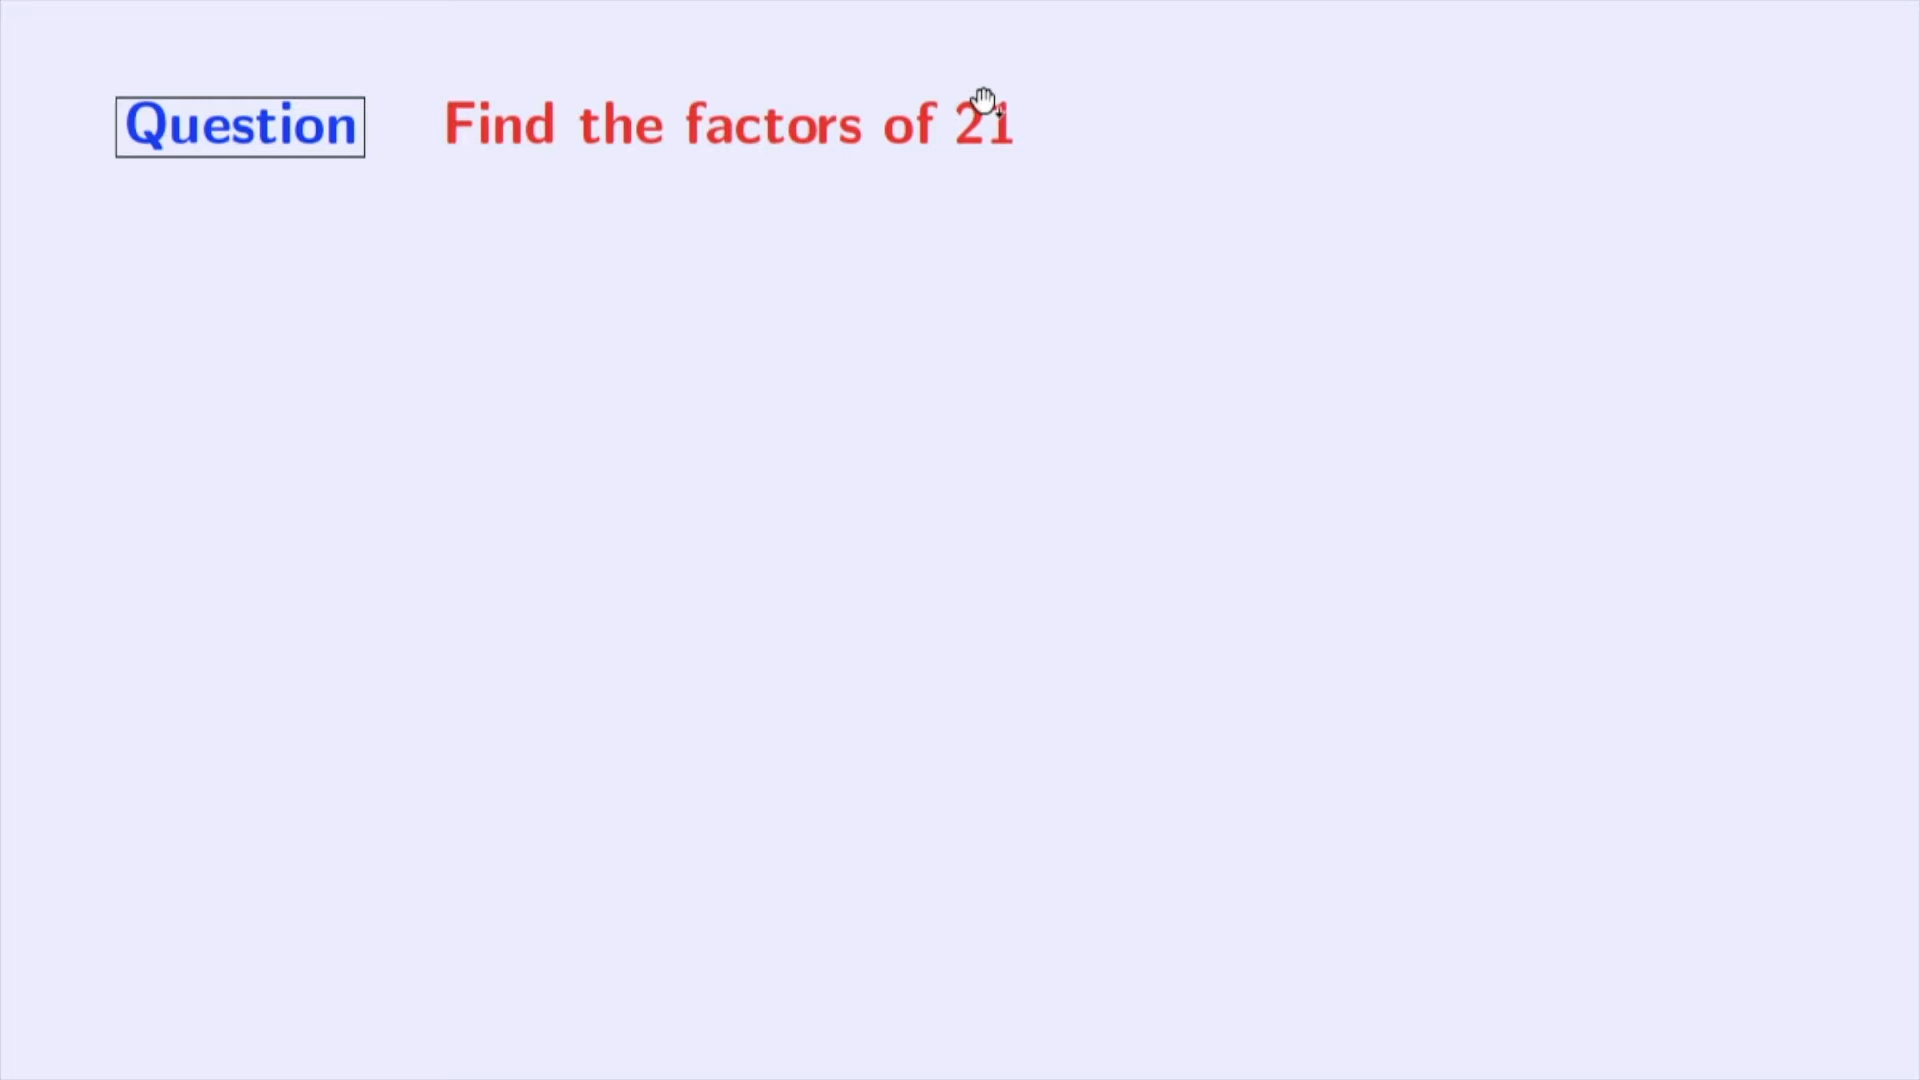 Question Find the factors of 21